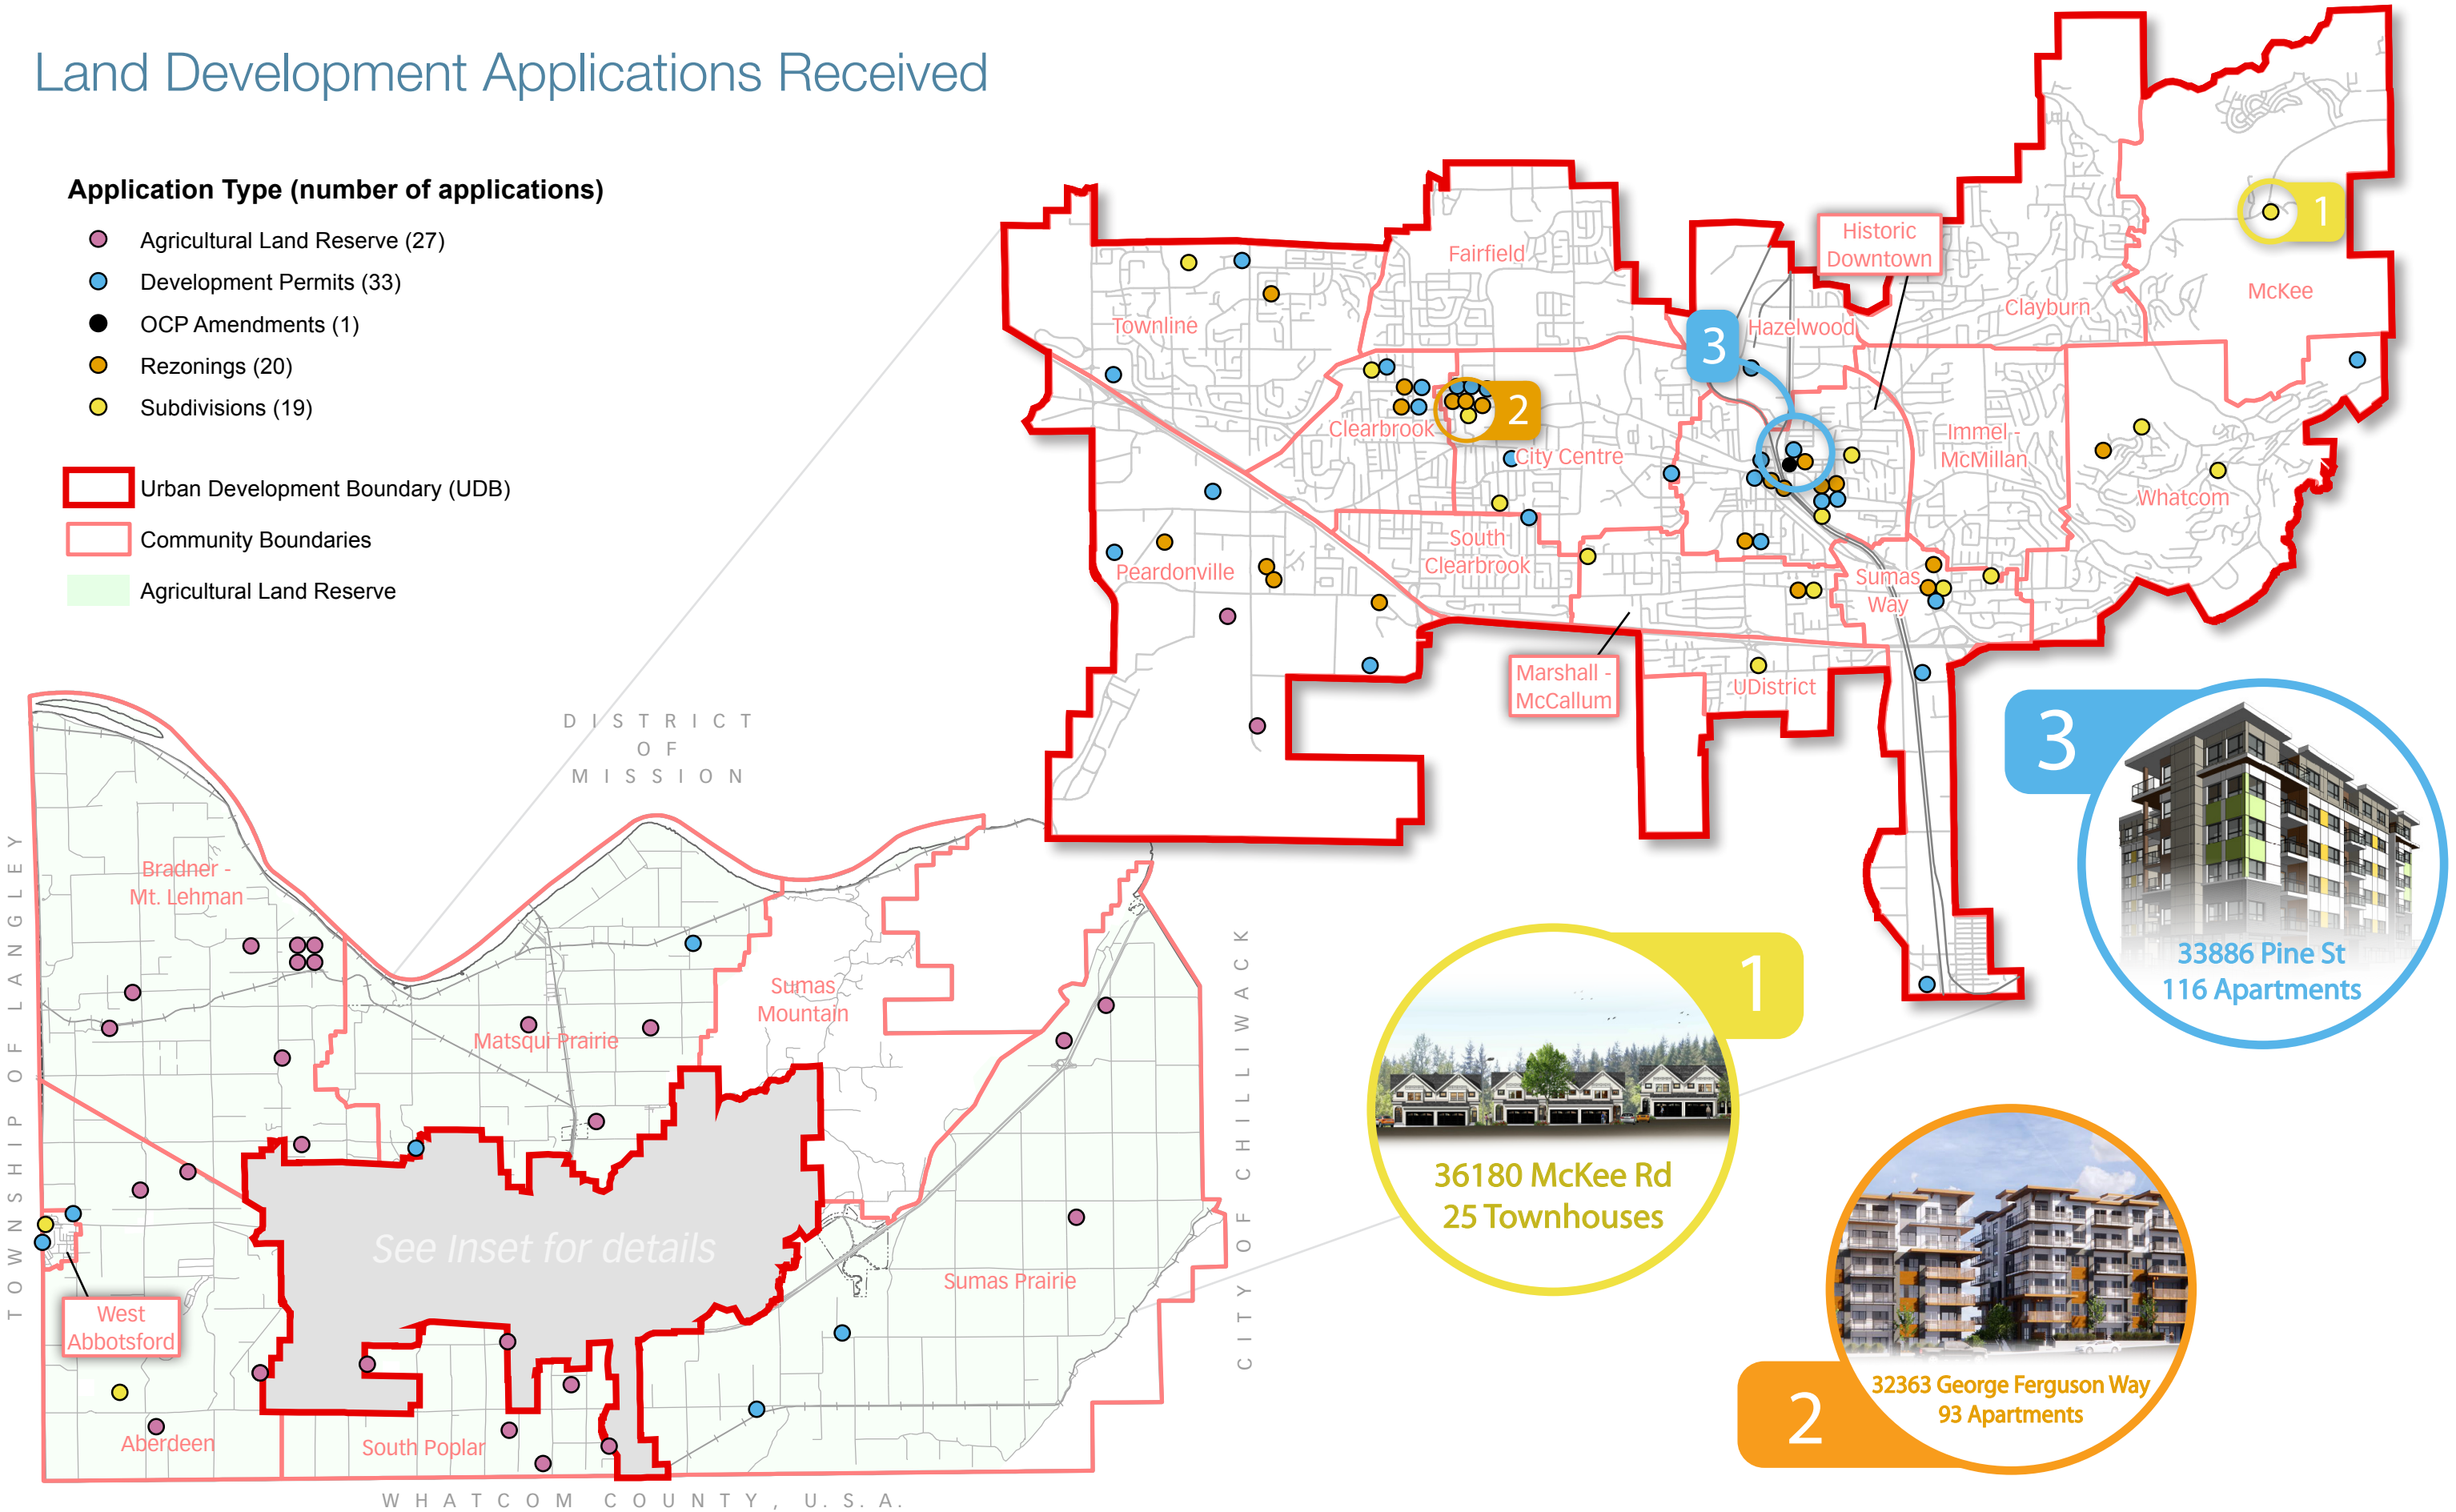 Land Development Applications Received
Application Type (number of applications)
Agricultural Land Reserve (27)
Development Permits (33)
OCP Amendments (1)
Rezonings (20)
Subdivisions (19)
Urban Development Boundary (UDB)
Community Boundaries
Agricultural Land Reserve
Townline
Fairfield
Historic
Downtown
Hazelwood
Clayburn
McKee
1
3
2
Clearbrook
City Centre
Immel -
McMillan
Whatcom
Peardonville
South
Clearbrook
Sumas
Way
Marshall -
McCallum
UDistrict
DISTRICT
OF
MISSION
TOWNSHIP OF LANGLEY
CITY OF CHILLIWACK
WHATCOM COUNTY, U.S.A.
Bradner -
Mt. Lehman
Matsqui Prairie
Sumas
Mountain
See Inset for details
Sumas Prairie
West
Abbotsford
Aberdeen
South Poplar
3
33886 Pine St
116 Apartments
1
36180 McKee Rd
25 Townhouses
2
32363 George Ferguson Way
93 Apartments